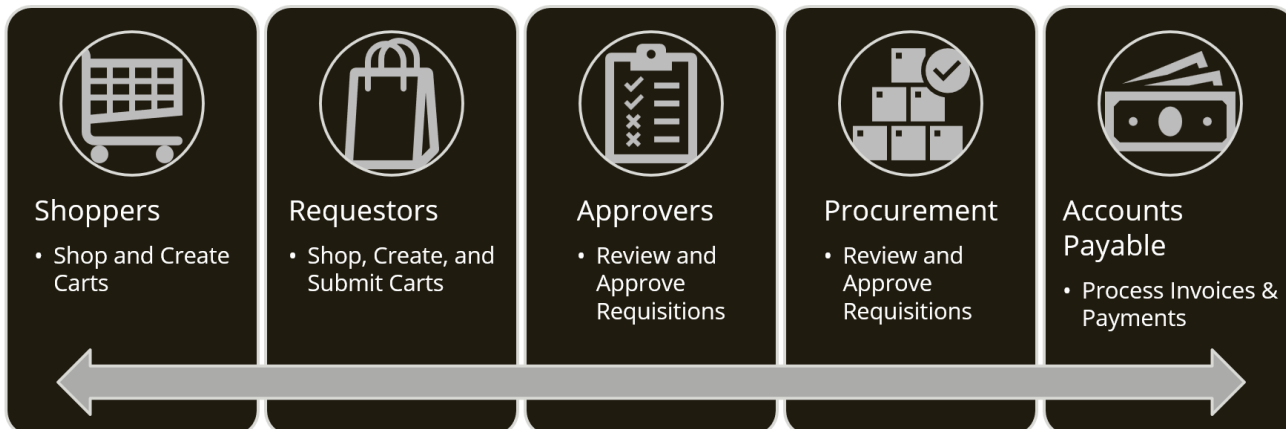 Shoppers
• Shop and Create
Carts
Requestors
• Shop, Create, and
Submit Carts
Approvers
• Review and
Approve
Requisitions
Procurement
• Review and
Approve
Requisitions
Accounts
Payable
• Process Invoices &
Payments